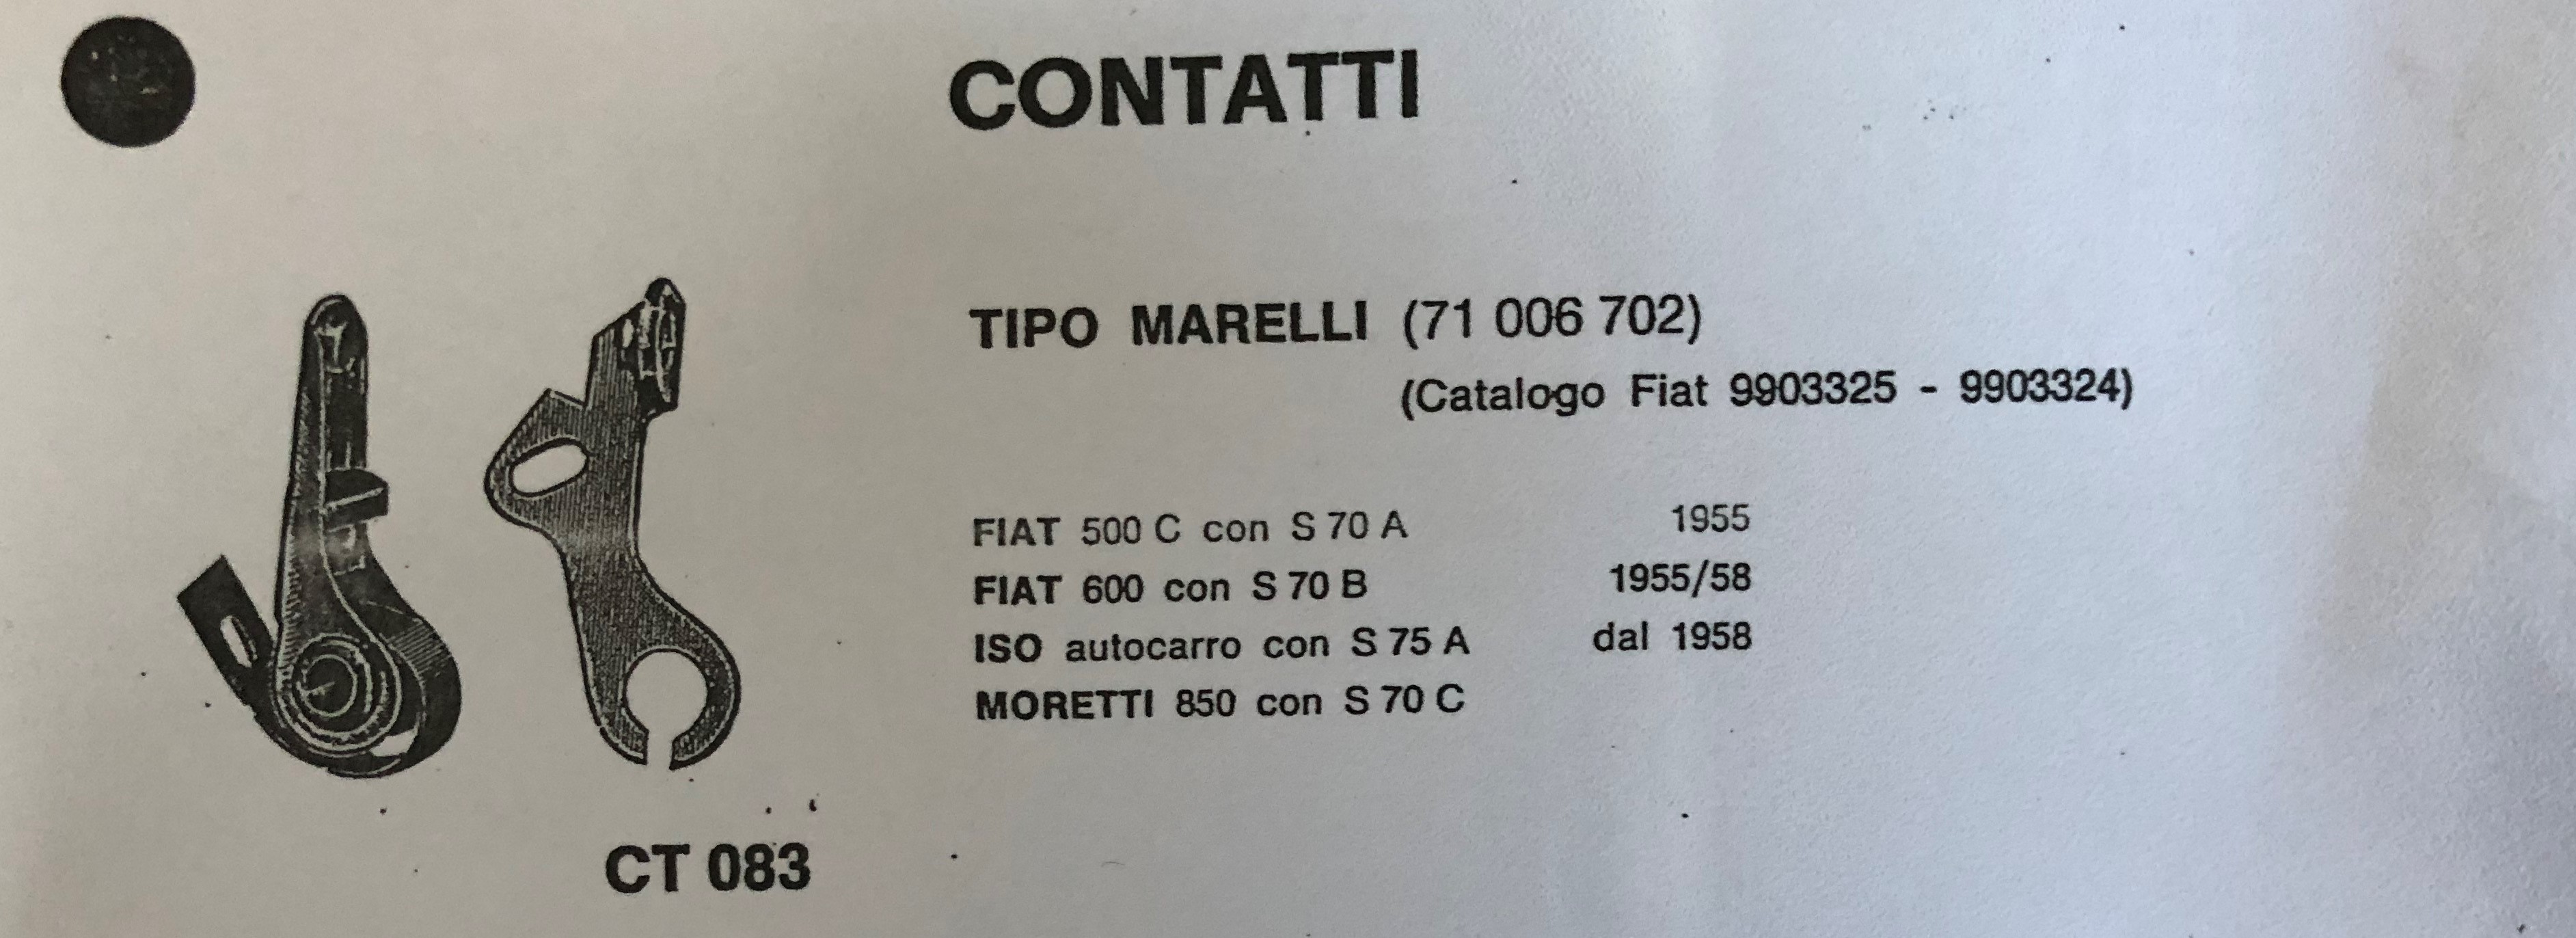 CONTATTI
TIPO MARELLI (71 006 702)
(Catalogo Fiat 9903325 - 9903324)
FIAT 500 C con S 70 A 1955
FIAT 600 con S 70 B 1955/58
ISO autocarro con S 75 A dal 1958
MORETTI 850 con S 70 C
CT 083